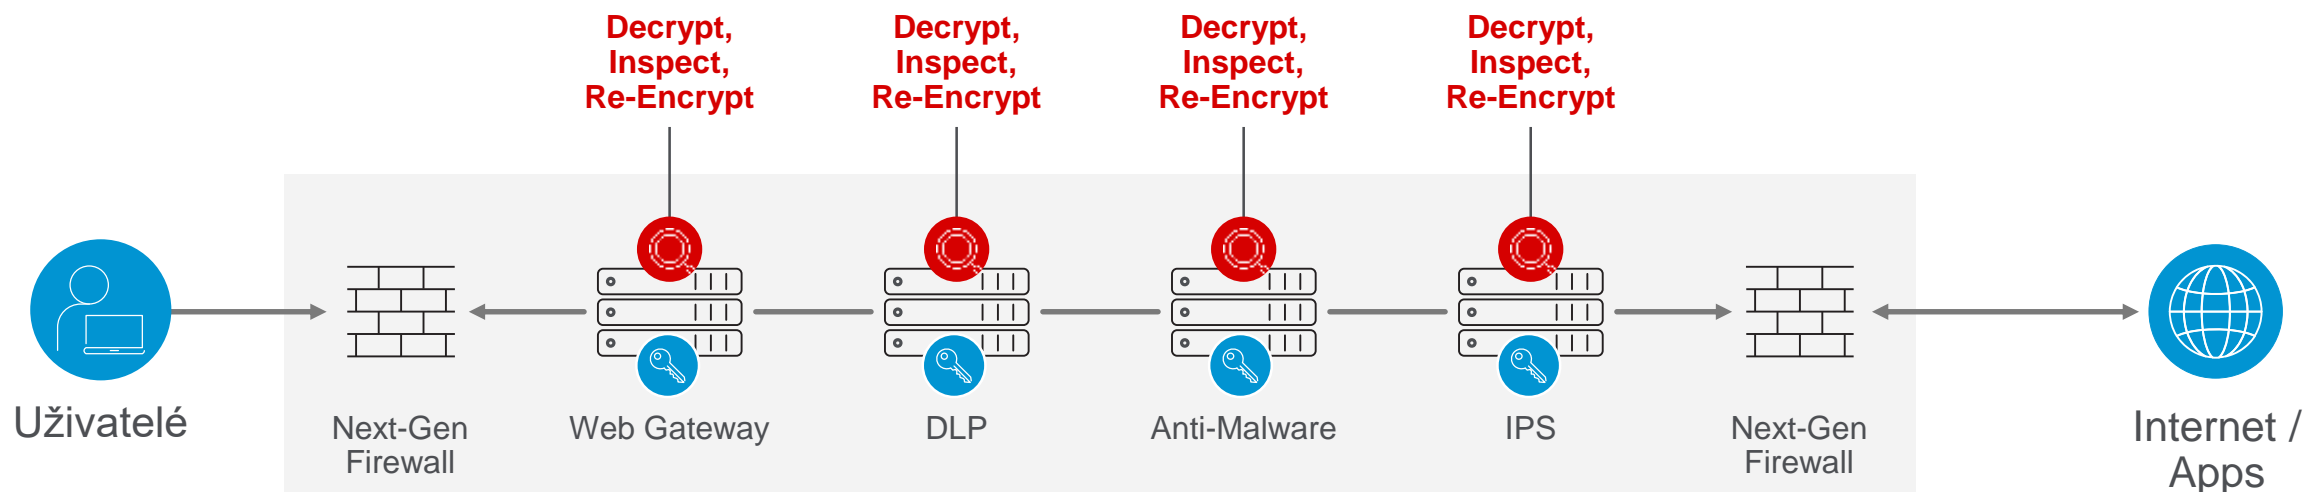 Decrypt,
Inspect,
Re-Encrypt
Decrypt,
Inspect,
Re-Encrypt
Decrypt,
Inspect,
Re-Encrypt
Decrypt,
Inspect,
Re-Encrypt
Uživatelé
Next-Gen
Firewall
Web Gateway
DLP
Anti-Malware
IPS
Next-Gen
Firewall
Internet /
Apps